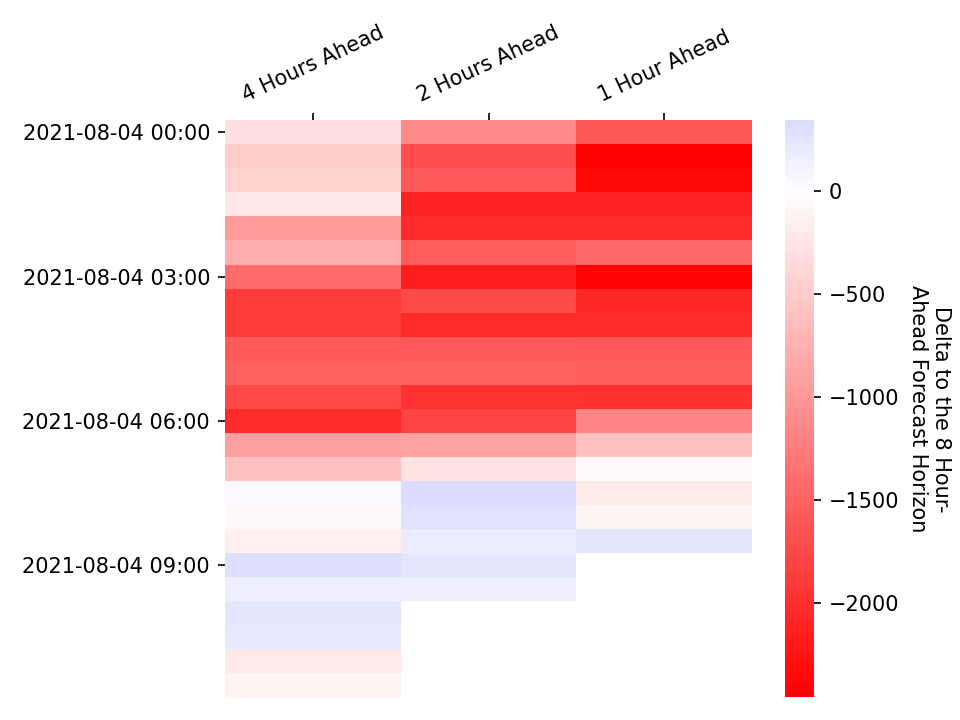 4 Hours Ahead
2 Hours Ahead
1 Hour Ahead
2021-08-04 00:00
2021-08-04 03:00
2021-08-04 06:00
2021-08-04 09:00
0
−500
−1000
−1500
−2000
Delta to the 8 Hour-
Ahead Forecast Horizon